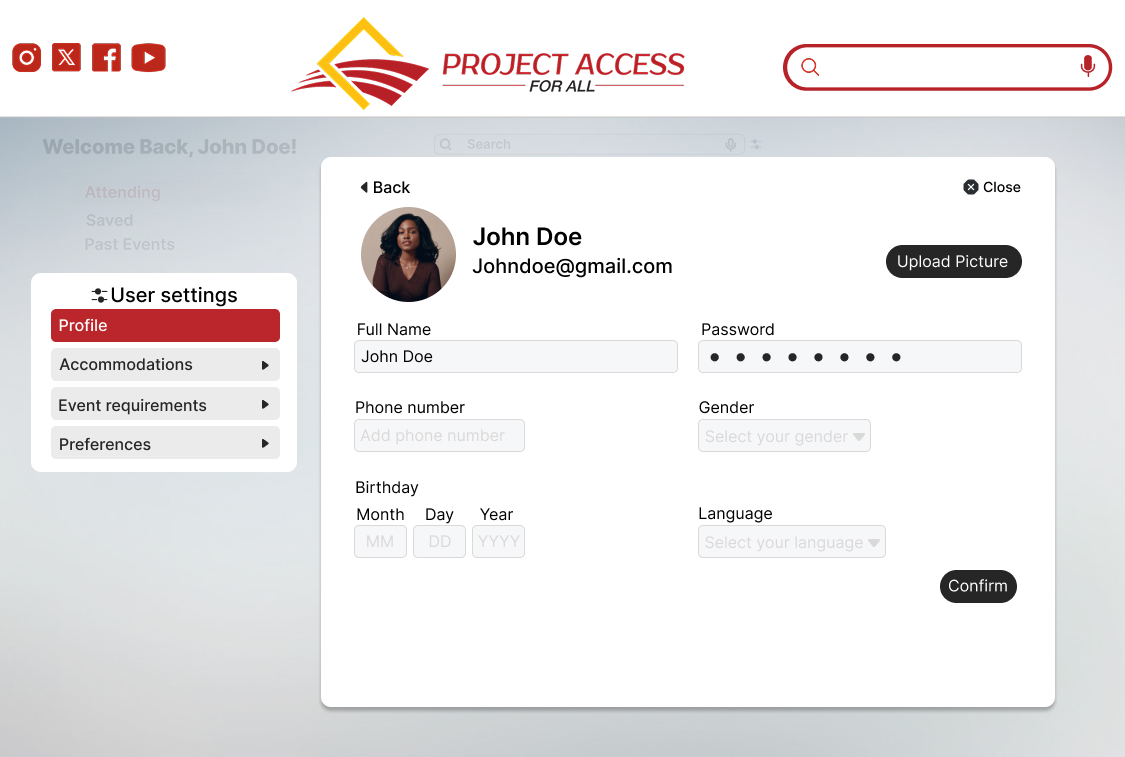 PROJECT ACCESS
FOR ALL
Welcome Back, John Doe!
Search
Attending
Saved
Past Events
User settings
Profile
Accommodations
Event requirements
Preferences
Back
Close
John Doe
Johndoe@gmail.com
Upload Picture
Full Name
Password
John Doe
Phone number
Gender
Add phone number
Select your gender
Birthday
Month Day Year
Language
MM DD YYYY
Select your language
Confirm